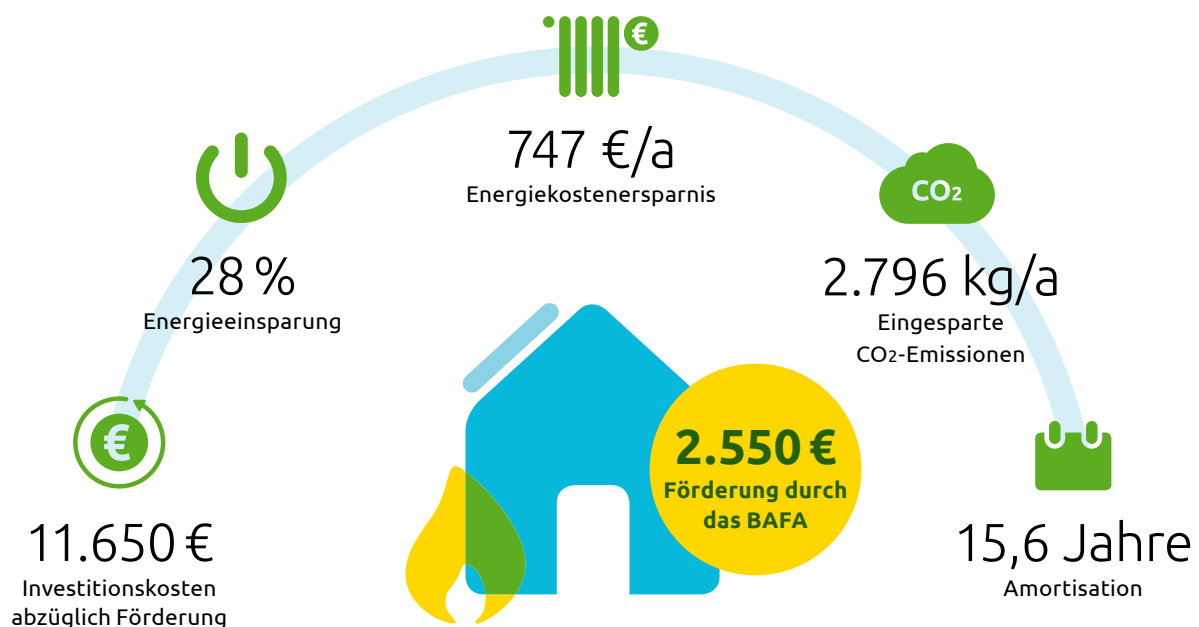 €
747 €/a
Energiekostenersparnis
28 %
Energieeinsparung
CO2
2.796 kg/a
Eingesparte
CO2-Emissionen
€
11.650 €
Investitionskosten
abzüglich Förderung
2.550 €
Förderung durch
das BAFA
15,6 Jahre
Amortisation